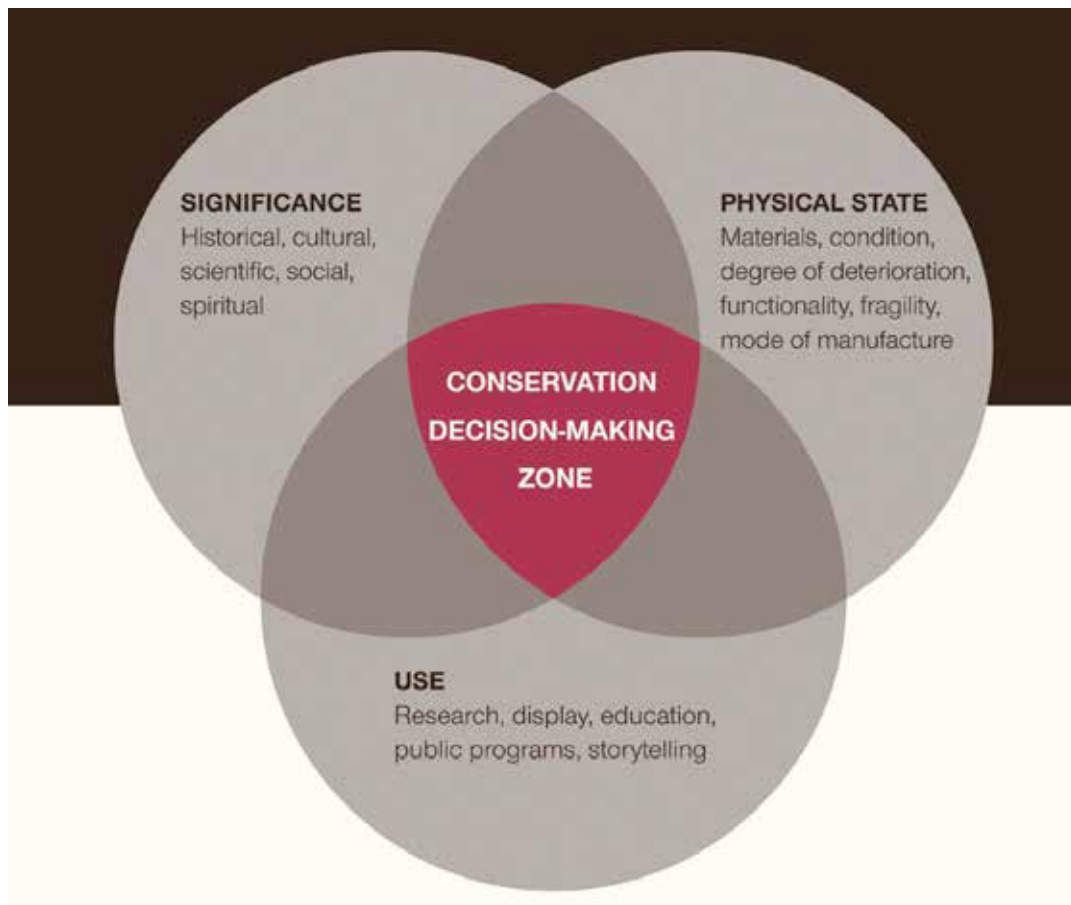 SIGNIFICANCE
Historical, cultural,
scientific, social,
spiritual
PHYSICAL STATE
Materials, condition,
degree of deterioration,
functionality, fragility,
mode of manufacture
CONSERVATION
DECISION-MAKING
ZONE
USE
Research, display, education,
public programs, storytelling